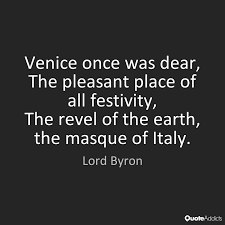 Venice once was dear,
The pleasant place of
all festivity,
The revel of the earth,
the masque of Italy.
Lord Byron
QuoteAddicts